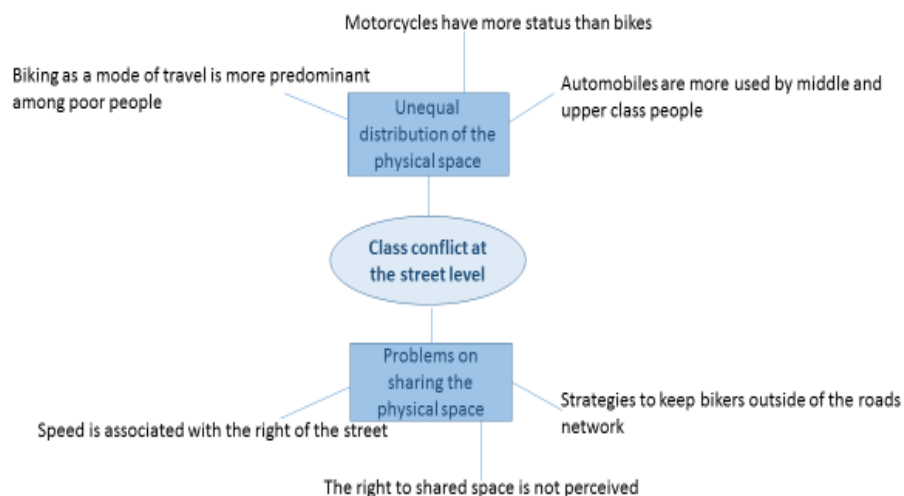 Motorcycles have more status than bikes
Biking as a mode of travel is more predominant
among poor people
Automobiles are more used by middle and
upper class people
Unequal
distribution of the
physical space
Class conflict at
the street level
Problems on
sharing the
physical space
Strategies to keep bikers outside of the roads
network
Speed is associated with the right of the street
The right to shared space is not perceived